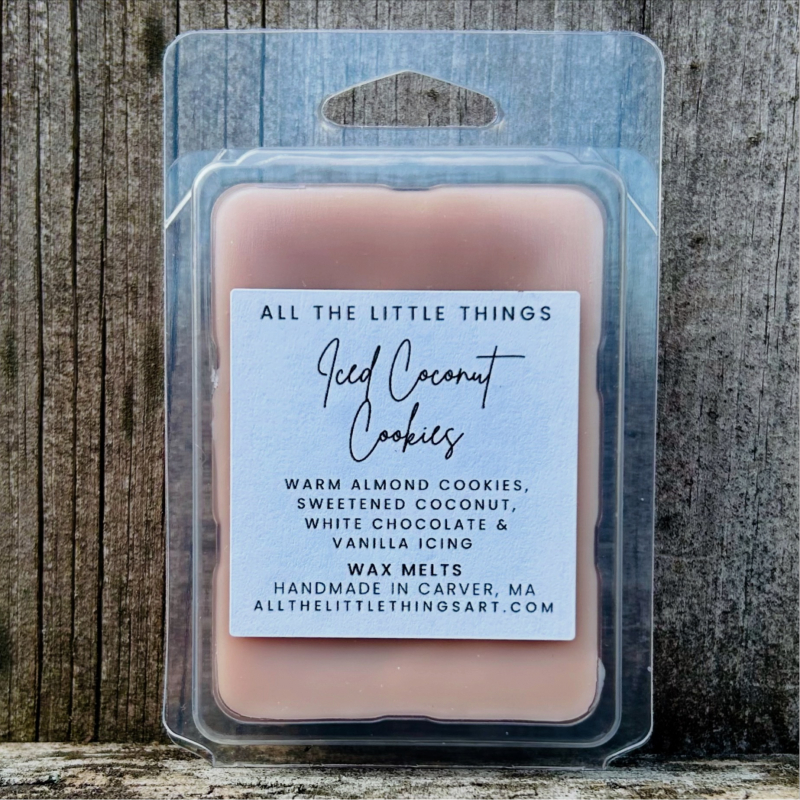 ALL THE LITTLE THINGS
Iced Coconut
Cookies
WARM ALMOND COOKIES,
SWEETENED COCONUT,
WHITE CHOCOLATE &
VANILLA ICING
WAX MELTS
HANDMADE IN CARVER, MA
ALLTHELITTLETHINGSART.COM